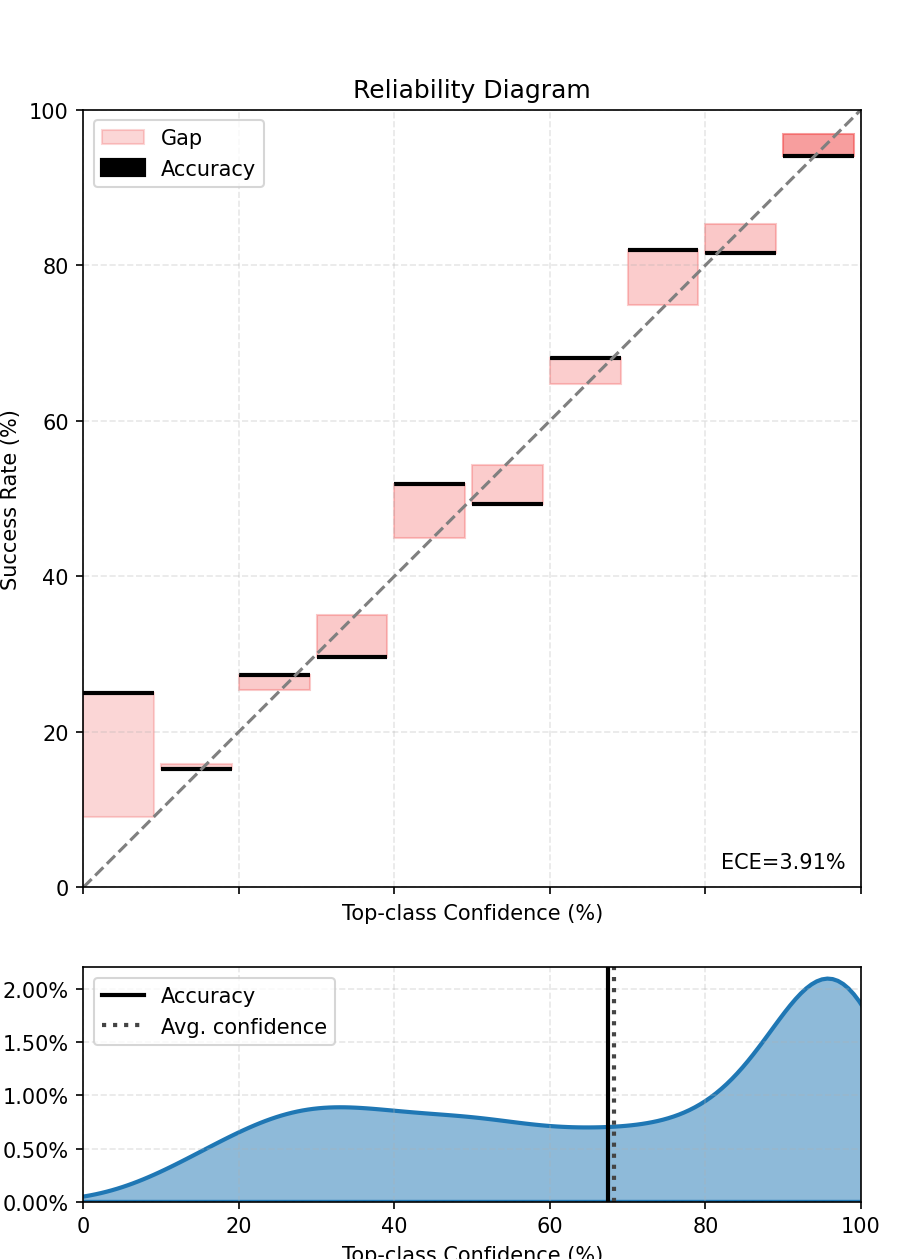 Reliability Diagram
100
80
60
40
20
0
Success Rate (%)
Gap
Accuracy
ECE=3.91%
Top-class Confidence (%)
2.00%
1.50%
1.00%
0.50%
0.00%
Accuracy
Avg. confidence
0 20 40 60 80 100
Top-class Confidence (%)